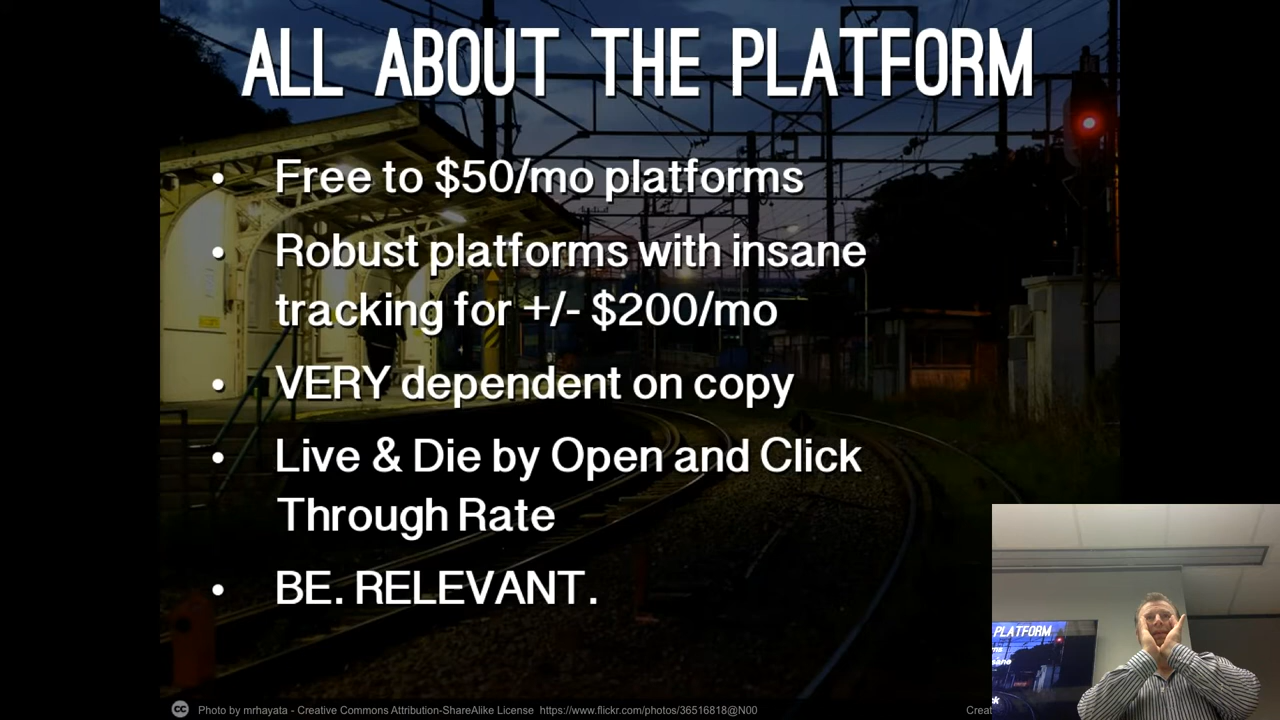 ALL ABOUT THE PLATFORM
• Free to $50/mo platforms
• Robust platforms with insane
tracking for +/- $200/mo
• VERY dependent on copy
• Live & Die by Open and Click
Through Rate
• BE. RELEVANT.
PLATFORM
Photo by mrhayata - Creative Commons Attribution-ShareAlike License https://www.flickr.com/photos/36516818@N00
Creat